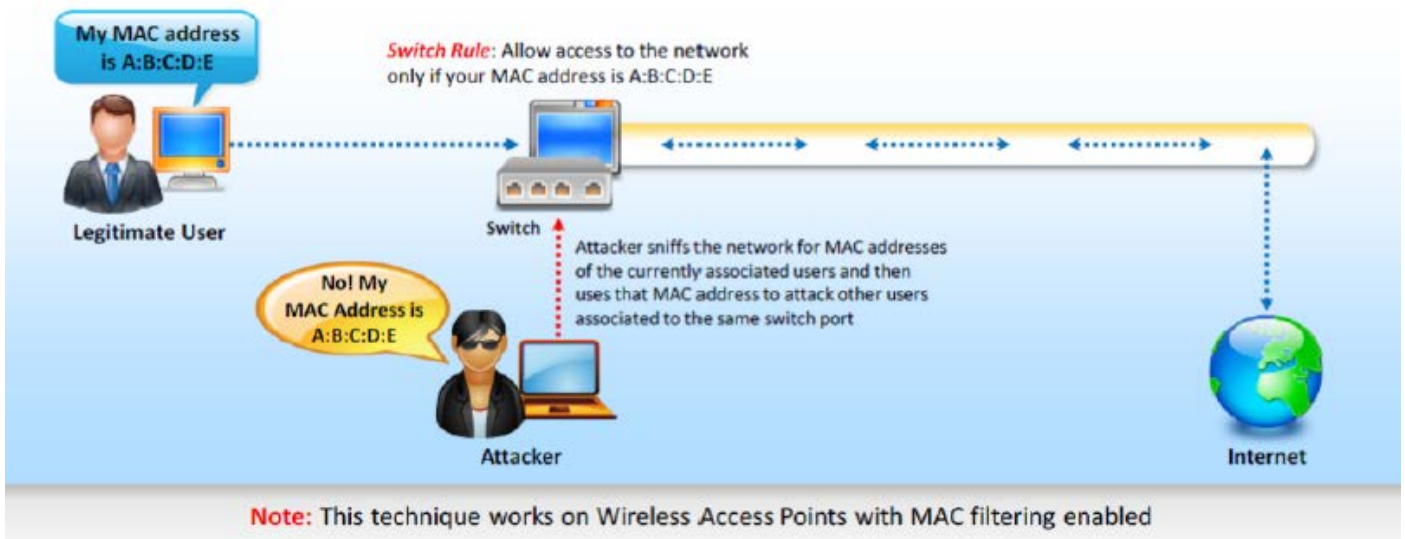 My MAC address
is A:B:C:D:E
Switch Rule: Allow access to the network
only if your MAC address is A:B:C:D:E
Legitimate User
Switch
Attacker sniffs the network for MAC addresses
of the currently associated users and then
uses that MAC address to attack other users
associated to the same switch port
No! My
MAC Address is
A:B:C:D:E
Attacker
Internet
Note: This technique works on Wireless Access Points with MAC filtering enabled